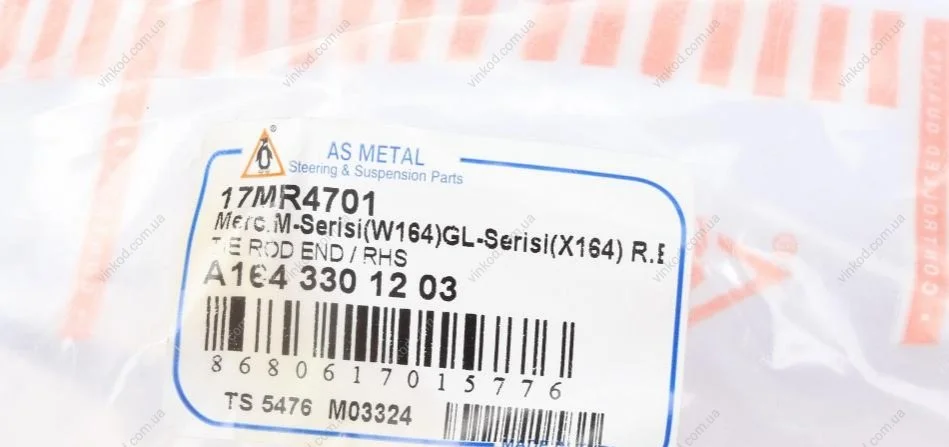 AS METAL
Steering & Suspension Parts
17MR4701
Merc.M-Serisi(W164)GL-Serisi(X164)
TIE ROD END / RHS
A164 330 12 03
8680617015776
TS 5476 M03324
CONTROLLED
vinkod.com.ua